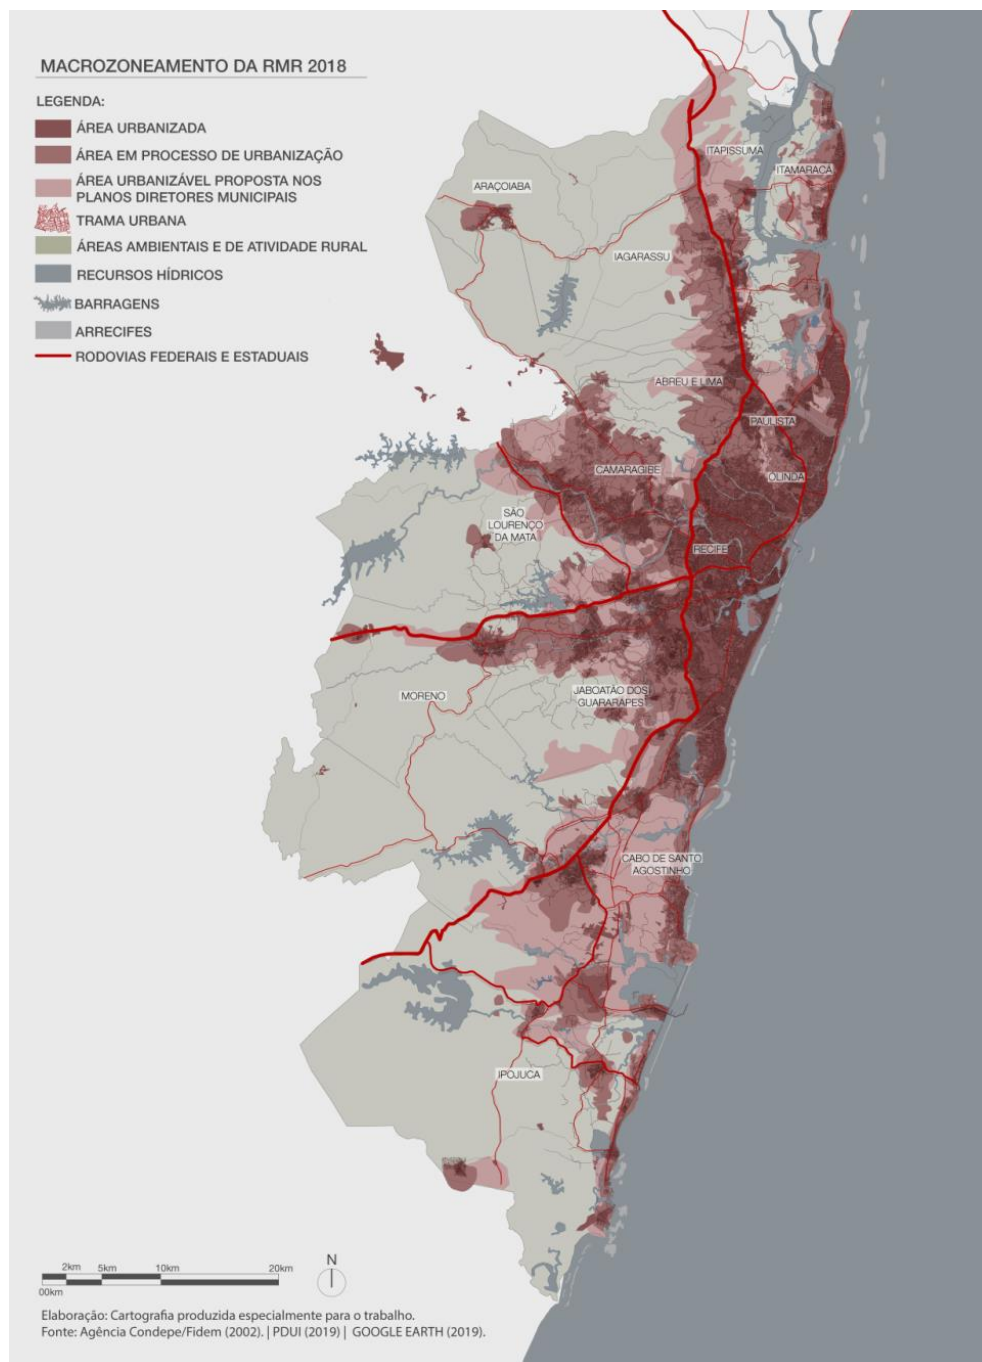 MACROZONEAMENTO DA RMR 2018
LEGENDA:
ÁREA URBANIZADA
ÁREA EM PROCESSO DE URBANIZAÇÃO
ÁREA URBANIZÁVEL PROPOSTA NOS
PLANOS DIRETORES MUNICIPAIS
TRAMA URBANA
ÁREAS AMBIENTAIS E DE ATIVIDADE RURAL
RECURSOS HÍDRICOS
BARRAGENS
ARRECIFES
RODOVIAS FEDERAIS E ESTADUAIS
ITAPISSUMA
ITAMARACÁ
ARAÇOIABA
IAGARASSU
ABREU E LIMA
PAULISTA
CAMARAGIBE
OLINDA
SÃO
LOURENÇO
DA MATA
RECIFE
MORENO
JABOATÃO DOS
GUARARAPES
CABO DE SANTO
AGOSTINHO
IPOJUCA
2km 5km 10km 20km
00km
N
Elaboração: Cartografia produzida especialmente para o trabalho.
Fonte: Agência Condepe/Fidem (2002). | PDUI (2019) | GOOGLE EARTH (2019).